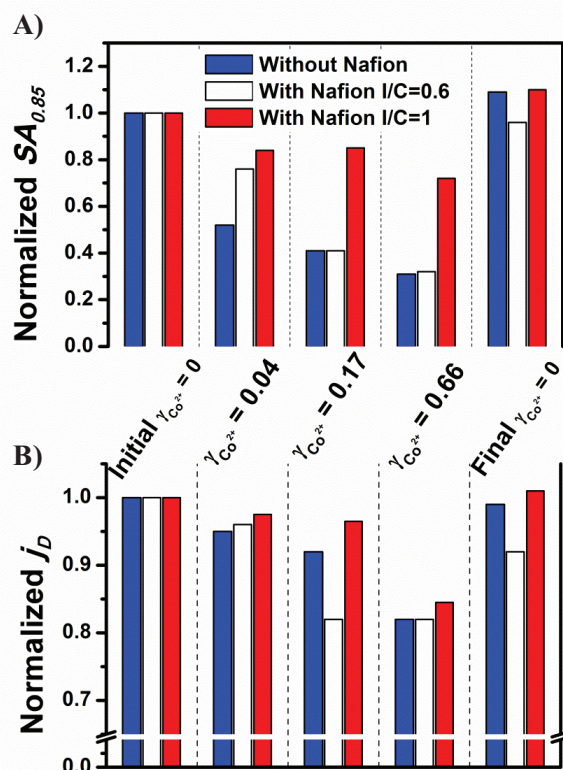 A)
Normalized SA0.85
1.2
1.0
0.8
0.6
0.4
0.2
0.0
Without Nafion
With Nafion I/C=0.6
With Nafion I/C=1
Initial γCo2+ = 0
γCo2+ = 0.04
γCo2+ = 0.17
γCo2+ = 0.66
Final γCo2+ = 0
B)
Normalized jD
1.0
0.9
0.8
0.7
0.0